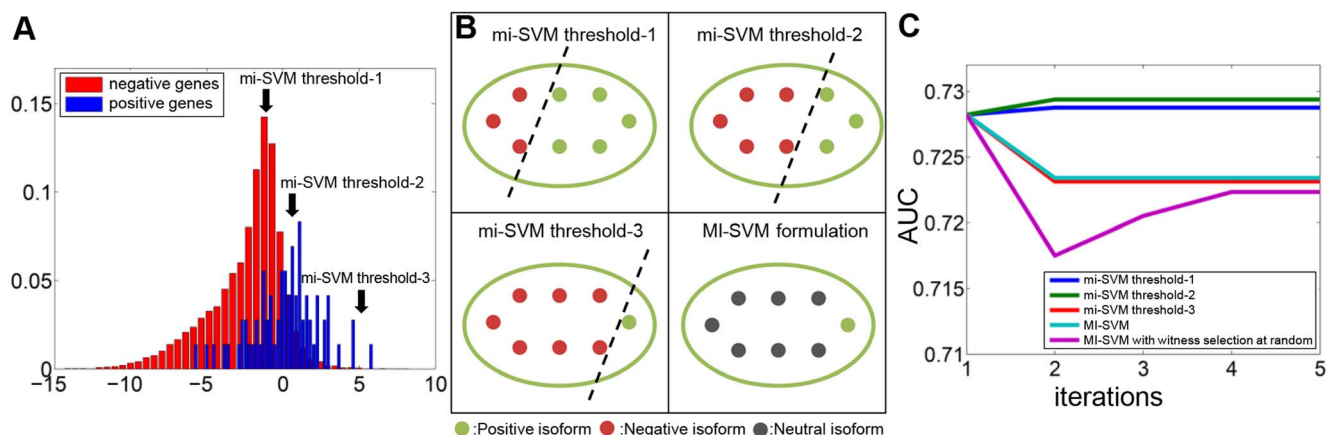 A
negative genes
positive genes
mi-SVM threshold-1
mi-SVM threshold-2
mi-SVM threshold-3
0.15
0.1
0.05
0
-15
-10
-5
0
5
10
B
mi-SVM threshold-1
mi-SVM threshold-2
mi-SVM threshold-3
MI-SVM formulation
:Positive isoform
:Negative isoform
:Neutral isoform
C
AUC
0.73
0.725
0.72
0.715
0.71
mi-SVM threshold-1
mi-SVM threshold-2
mi-SVM threshold-3
MI-SVM
MI-SVM with witness selection at random
1
2
3
4
5
iterations